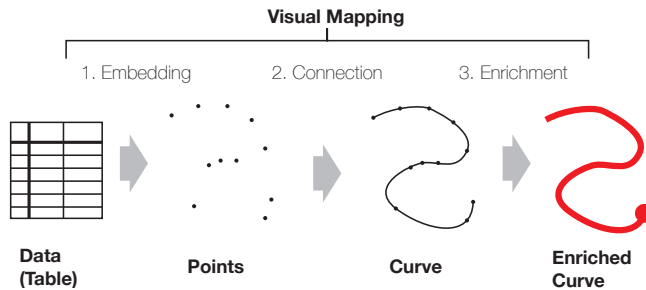 Visual Mapping
1. Embedding
2. Connection
3. Enrichment
Data
(Table)
Points
Curve
Enriched
Curve